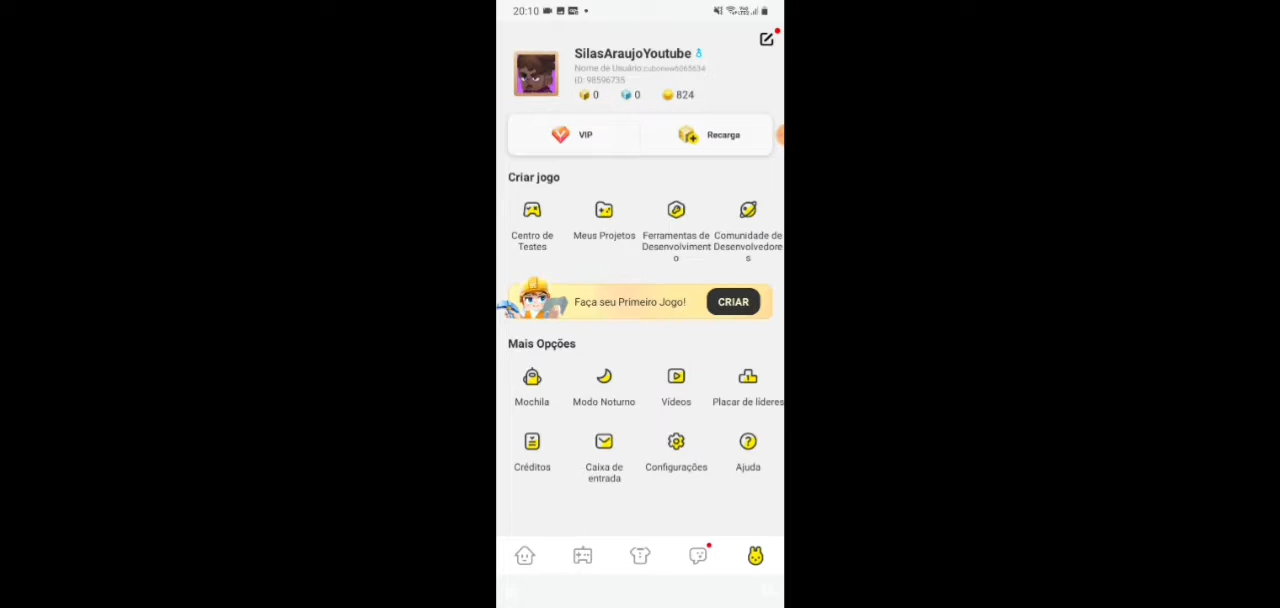 20:10
SilasAraujoYoutube
Nome de Usuário:
ID: 98596735
0 0 824
VIP Recarga
Criar jogo
Centro de Testes
Meus Projetos
Ferramentas de Desenvolviment o
Comunidade de Desenvolvedore s
Faça seu Primeiro Jogo! CRIAR
Mais Opções
Mochila Modo Noturno Vídeos Placar de líderes
Créditos
Caixa de entrada
Configurações
Ajuda